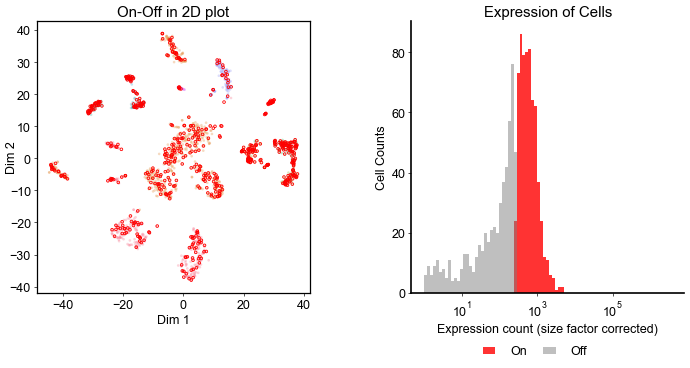 On-Off in 2D plot
Expression of Cells
40
30
20
10
0
−10
−20
−30
−40
Dim 2
−40
−20
0
20
40
Dim 1
80
60
40
20
0
Cell Counts
10^1
10^3
10^5
Expression count (size factor corrected)
On
Off